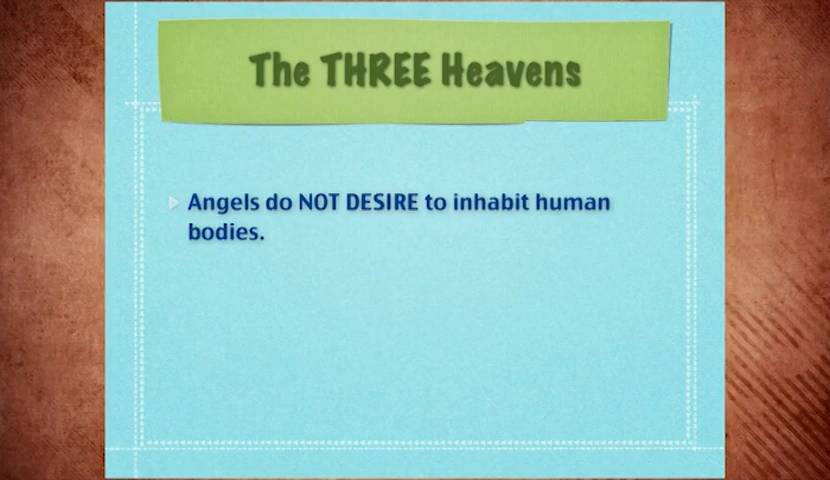 The THREE Heavens
Angels do NOT DESIRE to inhabit human
bodies.